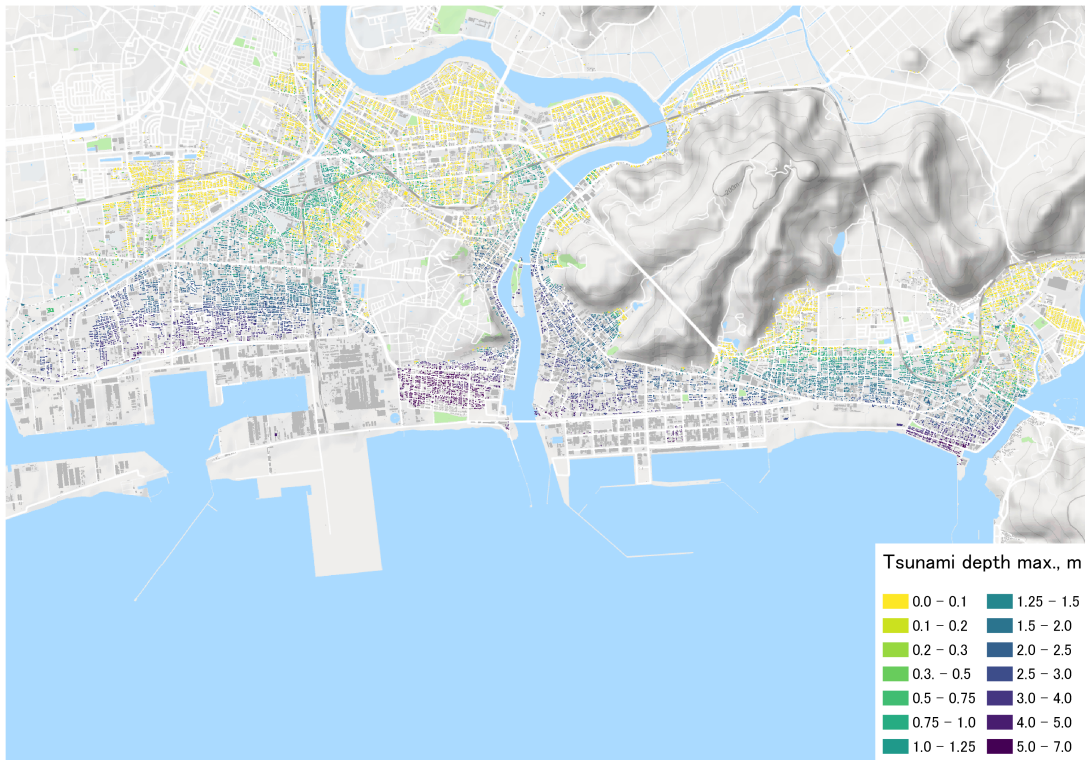 Tsunami depth max., m
0.0 – 0.1
0.1 – 0.2
0.2 – 0.3
0.3. – 0.5
0.5 – 0.75
0.75 – 1.0
1.0 – 1.25
1.25 – 1.5
1.5 – 2.0
2.0 – 2.5
2.5 – 3.0
3.0 – 4.0
4.0 – 5.0
5.0 – 7.0